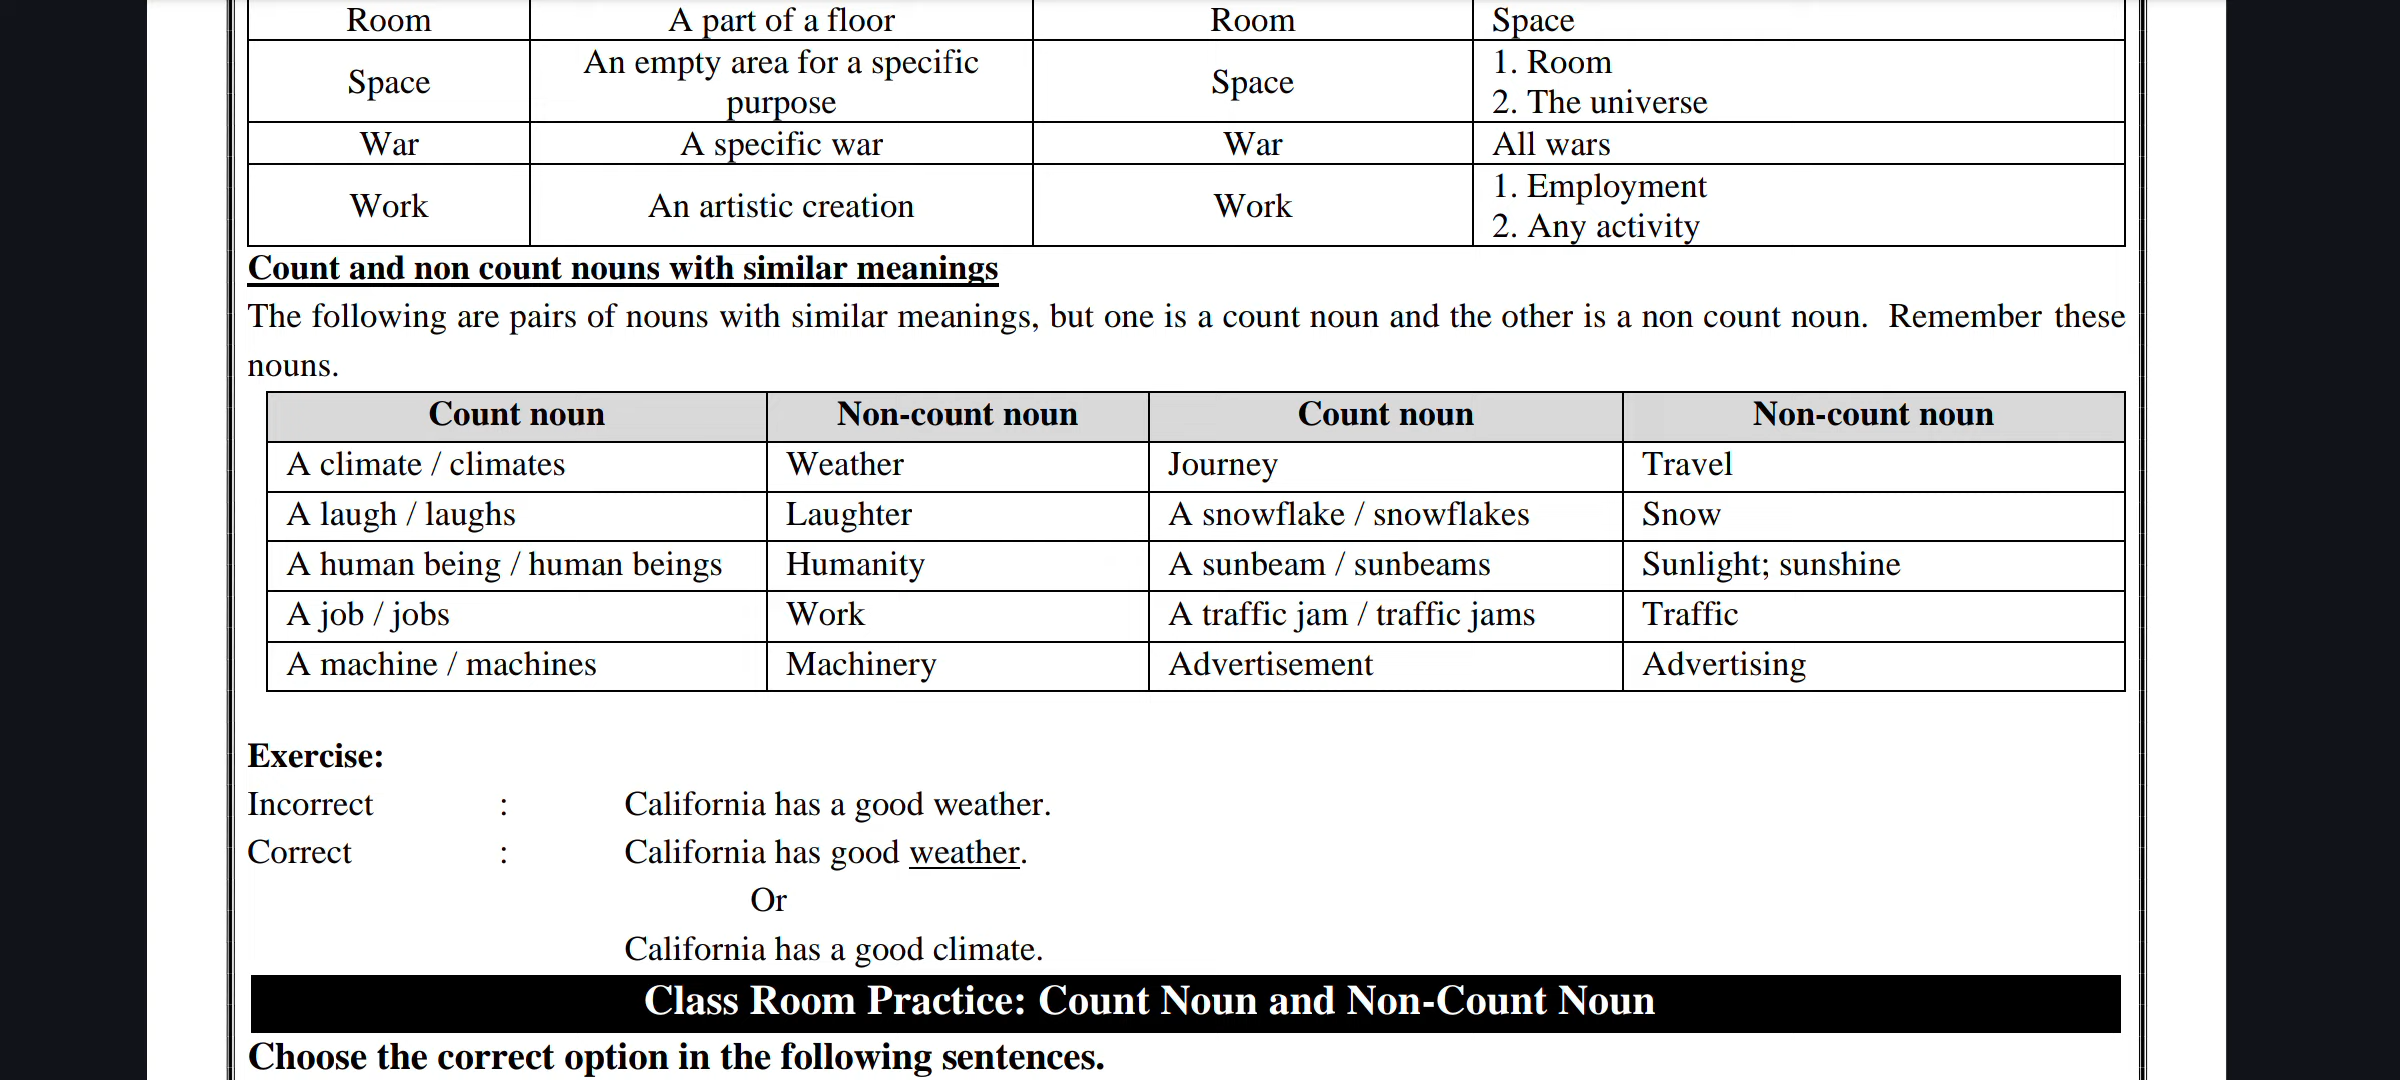 Room A part of a floor Room Space
Space An empty area for a specific purpose Space 1. Room
2. The universe
War A specific war War All wars
Work An artistic creation Work 1. Employment
2. Any activity
Count and non count nouns with similar meanings
The following are pairs of nouns with similar meanings, but one is a count noun and the other is a non count noun. Remember these
nouns.
Count noun Non-count noun Count noun Non-count noun
A climate / climates Weather Journey Travel
A laugh / laughs Laughter A snowflake / snowflakes Snow
A human being / human beings Humanity A sunbeam / sunbeams Sunlight; sunshine
A job / jobs Work A traffic jam / traffic jams Traffic
A machine / machines Machinery Advertisement Advertising
Exercise:
Incorrect : California has a good weather.
Correct : California has good weather.
Or
California has a good climate.
Class Room Practice: Count Noun and Non-Count Noun
Choose the correct option in the following sentences.